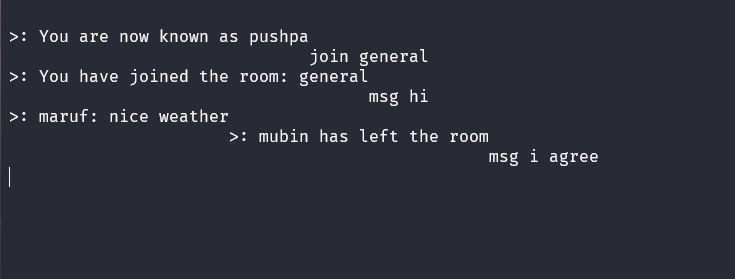 >: You are now known as pushpa
join general
>: You have joined the room: general
msg hi
>: maruf: nice weather
>: mubin has left the room
msg i agree